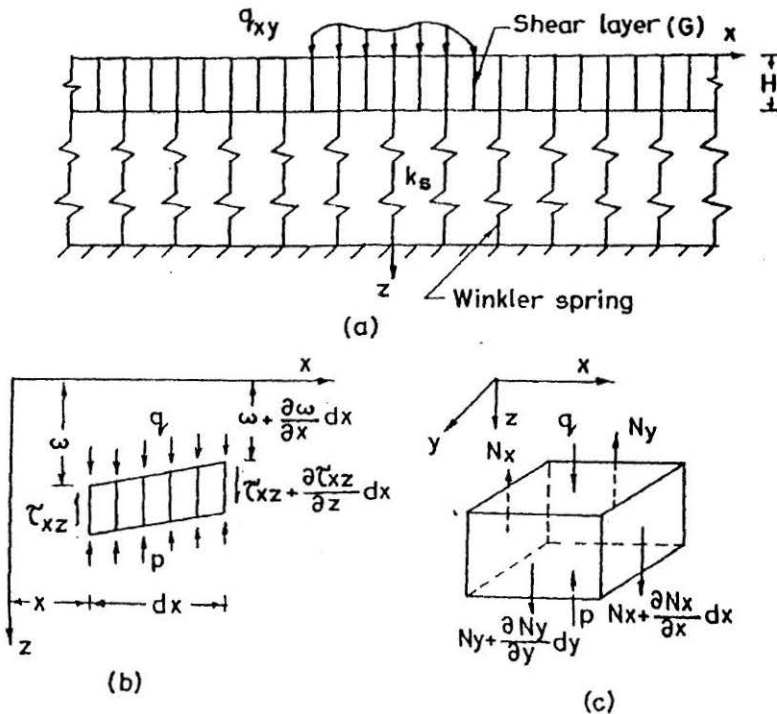 q_xy
Shear layer (G)
x
H
k_s
z
Winkler spring
(a)
x
ω
q
ω + ∂ω/∂x dx
τ_xz
τ_xz + ∂τ_xz/∂z dx
p
x
dx
z
(b)
x
z
y
q
N_x
N_y
p
N_x + ∂N_x/∂x dx
N_y + ∂N_y/∂y dy
(c)